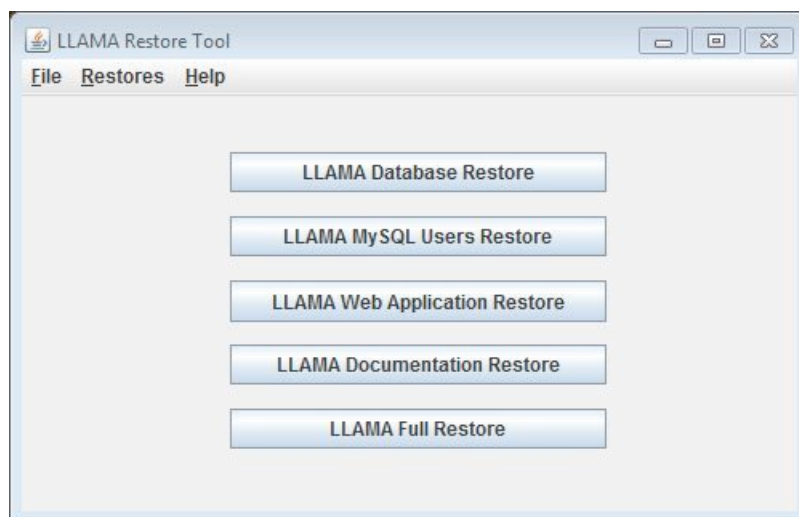 LLAMA Restore Tool
File Restores Help
LLAMA Database Restore
LLAMA MySQL Users Restore
LLAMA Web Application Restore
LLAMA Documentation Restore
LLAMA Full Restore